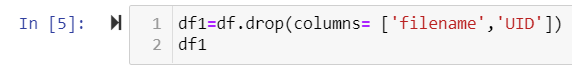 In [5]:
1 df1=df.drop(columns= ['filename','UID'])
2 df1